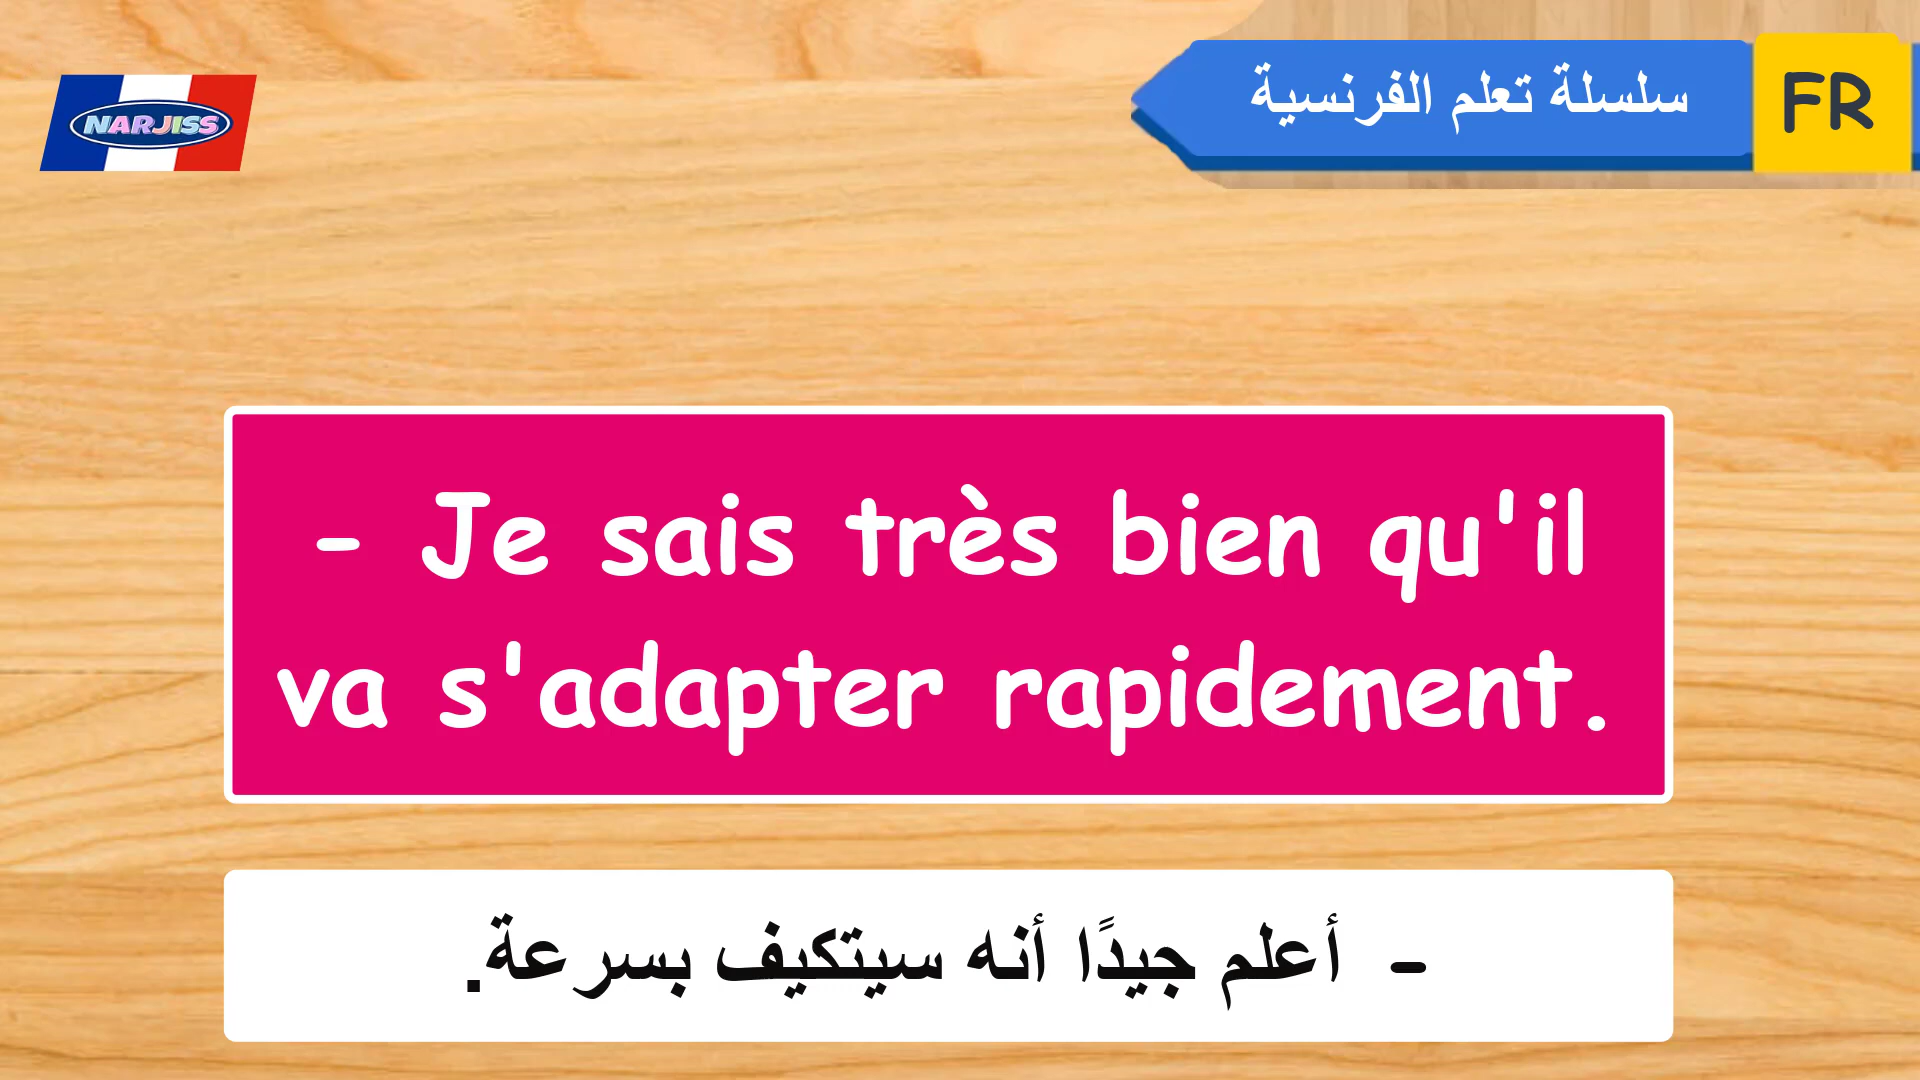 NARJISS
سلسلة تعلم الفرنسية
FR
- Je sais très bien qu'il
va s'adapter rapidement.
- أعلم جيدًا أنه سيتكيف بسرعة.